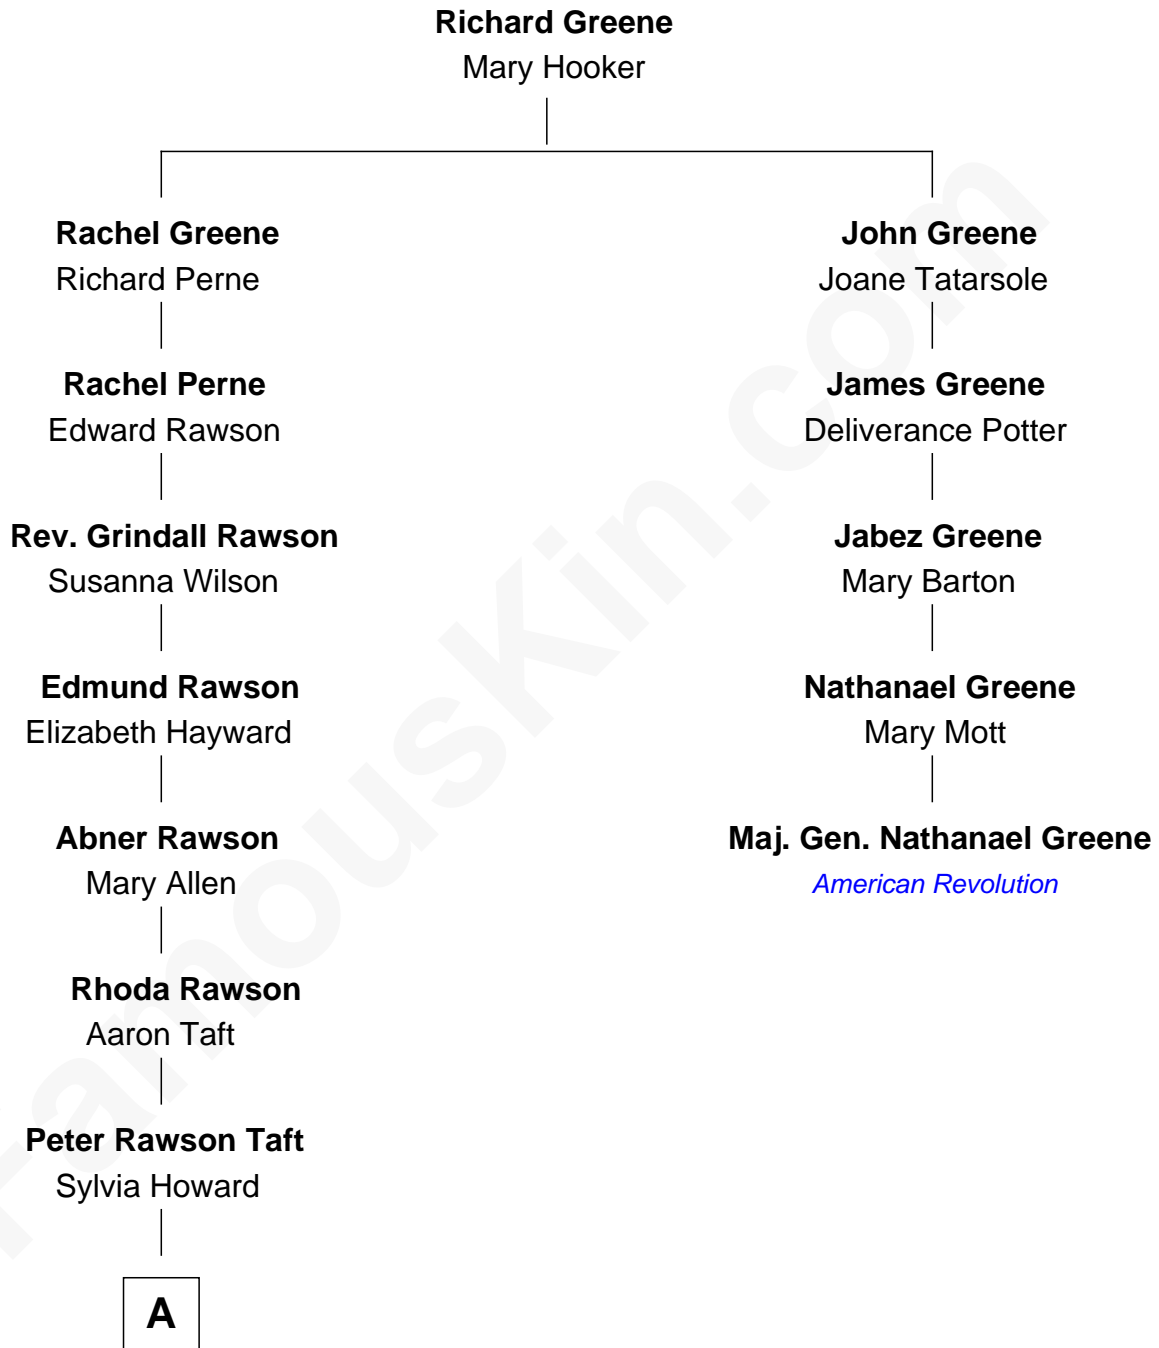 Richard Greene
Mary Hooker
Rachel Greene
Richard Perne
John Greene
Joane Tatarsole
Rachel Perne
Edward Rawson
James Greene
Deliverance Potter
Rev. Grindall Rawson
Susanna Wilson
Jabez Greene
Mary Barton
Edmund Rawson
Elizabeth Hayward
Nathanael Greene
Mary Mott
Abner Rawson
Mary Allen
Maj. Gen. Nathanael Greene
American Revolution
Rhoda Rawson
Aaron Taft
Peter Rawson Taft
Sylvia Howard
A
FamousKin.com